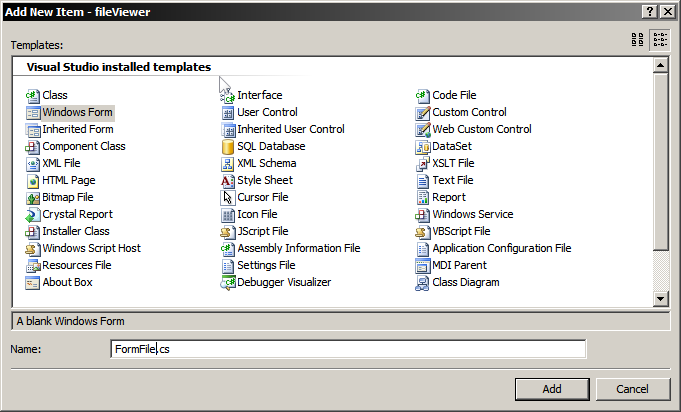 Add New Item - fileViewer
Templates:
Visual Studio installed templates
Class Interface Code File
Windows Form User Control Custom Control
Inherited Form Inherited User Control Web Custom Control
Component Class SQL Database DataSet
XML File XML Schema XSLT File
HTML Page Style Sheet Text File
Bitmap File Cursor File Report
Crystal Report Icon File Windows Service
Installer Class JScript File VBScript File
Windows Script Host Assembly Information File Application Configuration File
Resources File Settings File MDI Parent
About Box Debugger Visualizer Class Diagram
A blank Windows Form
Name: FormFile.cs
Add Cancel